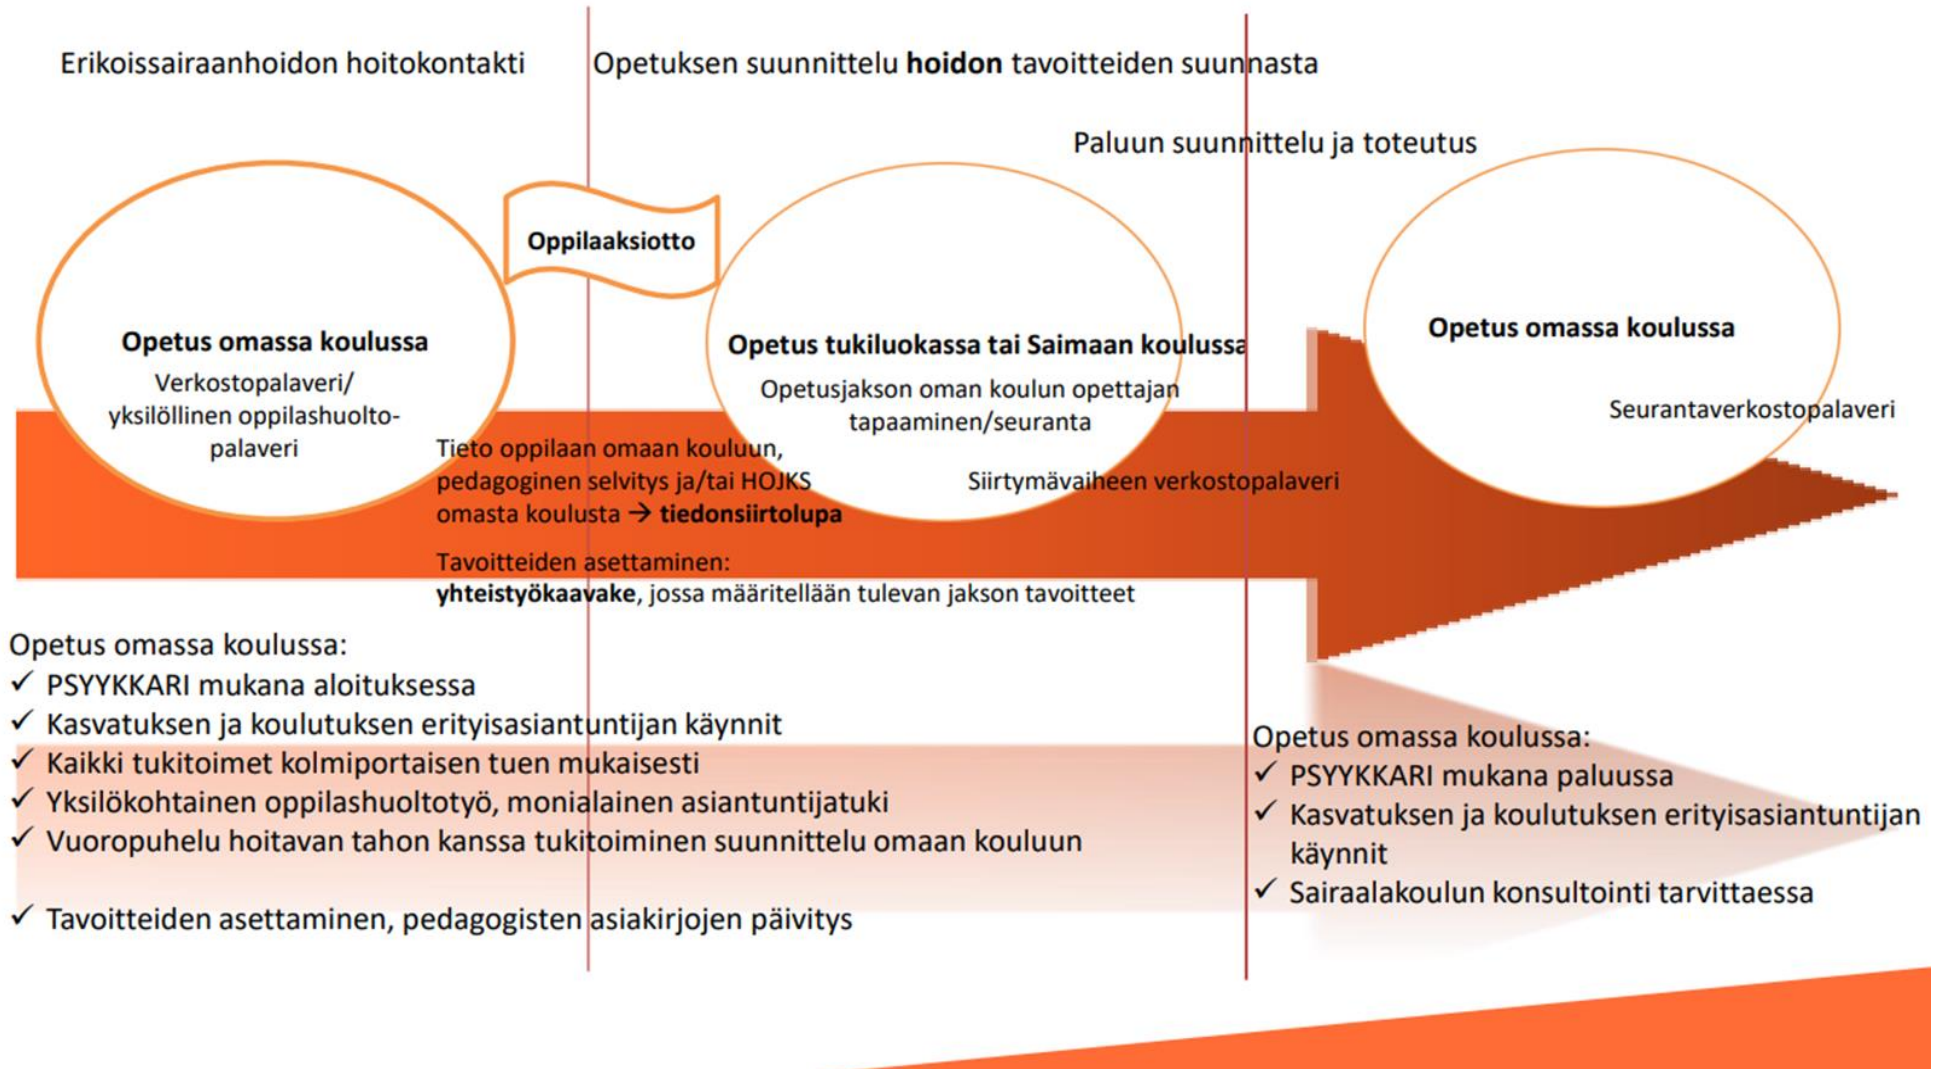 Erikoissairaanhoidon hoitokontakti
Opetuksen suunnittelu hoidon tavoitteiden suunnasta
Paluun suunnittelu ja toteutus
Oppilaaksiotto
Opetus omassa koulussa
Verkostopalaveri/
yksilöllinen oppilashuolto-
palaveri
Opetus tukiluokassa tai Saimaan koulussa
Opetusjakson oman koulun opettajan
tapaaminen/seuranta
Siirtymävaiheen verkostopalaveri
Opetus omassa koulussa
Seurantaverkostopalaveri
Tieto oppilaan omaan kouluun,
pedagoginen selvitys ja/tai HOJKS
omasta koulusta → tiedonsiirtolupa
Tavoitteiden asettaminen:
yhteistyökaavake, jossa määritellään tulevan jakson tavoitteet
Opetus omassa koulussa:
✓ PSYYKKARI mukana aloituksessa
✓ Kasvatuksen ja koulutuksen erityisasiantuntijan käynnit
✓ Kaikki tukitoimet kolmiportaisen tuen mukaisesti
✓ Yksilökohtainen oppilashuoltotyö, monialainen asiantuntijatuki
✓ Vuoropuhelu hoitavan tahon kanssa tukitoiminen suunnittelu omaan kouluun
✓ Tavoitteiden asettaminen, pedagogisten asiakirjojen päivitys
Opetus omassa koulussa:
✓ PSYYKKARI mukana paluussa
✓ Kasvatuksen ja koulutuksen erityisasiantuntijan
käynnit
✓ Sairaalakoulun konsultointi tarvittaessa